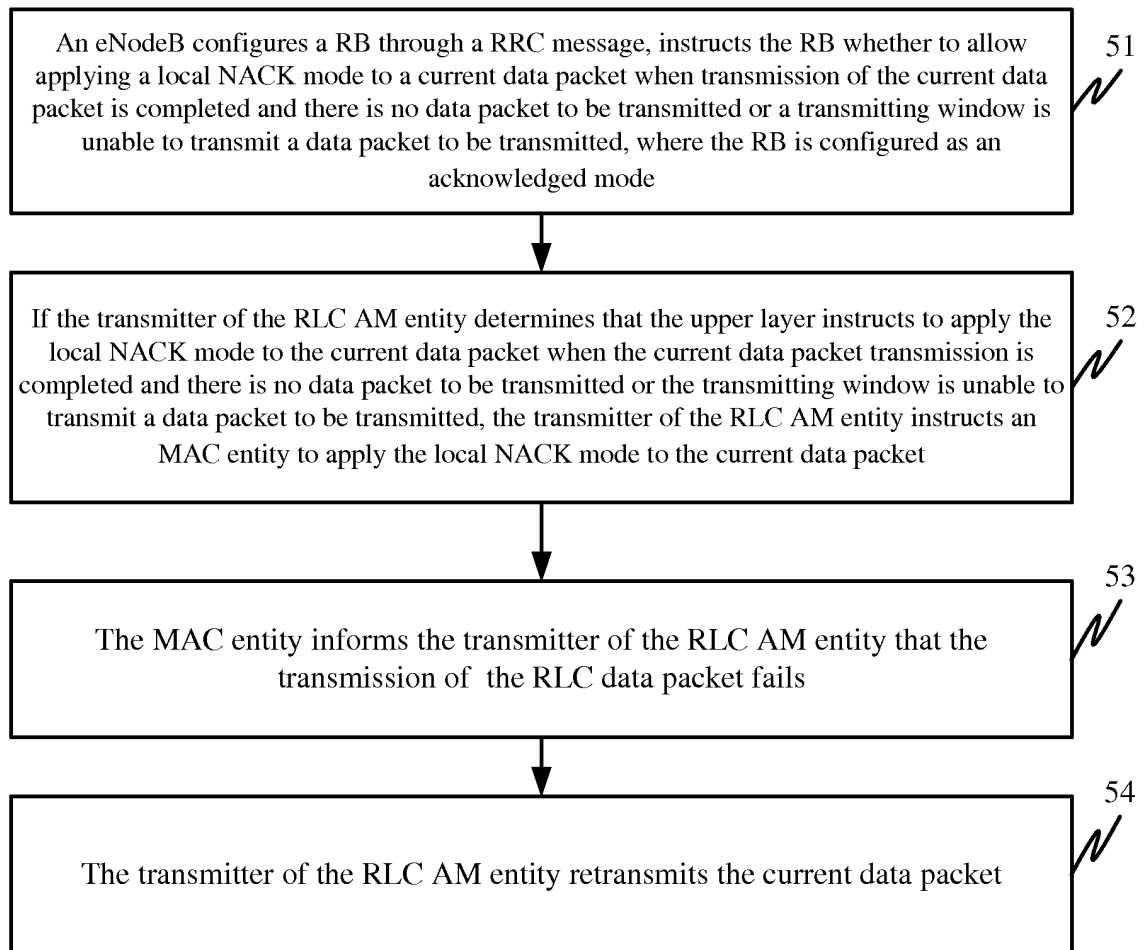 An eNodeB configures a RB through a RRC message, instructs the RB whether to allow
applying a local NACK mode to a current data packet when transmission of the current data
packet is completed and there is no data packet to be transmitted or a transmitting window is
unable to transmit a data packet to be transmitted, where the RB is configured as an
acknowledged mode
51
If the transmitter of the RLC AM entity determines that the upper layer instructs to apply the
local NACK mode to the current data packet when the current data packet transmission is
completed and there is no data packet to be transmitted or the transmitting window is unable to
transmit a data packet to be transmitted, the transmitter of the RLC AM entity instructs an
MAC entity to apply the local NACK mode to the current data packet
52
The MAC entity informs the transmitter of the RLC AM entity that the
transmission of the RLC data packet fails
53
The transmitter of the RLC AM entity retransmits the current data packet
54